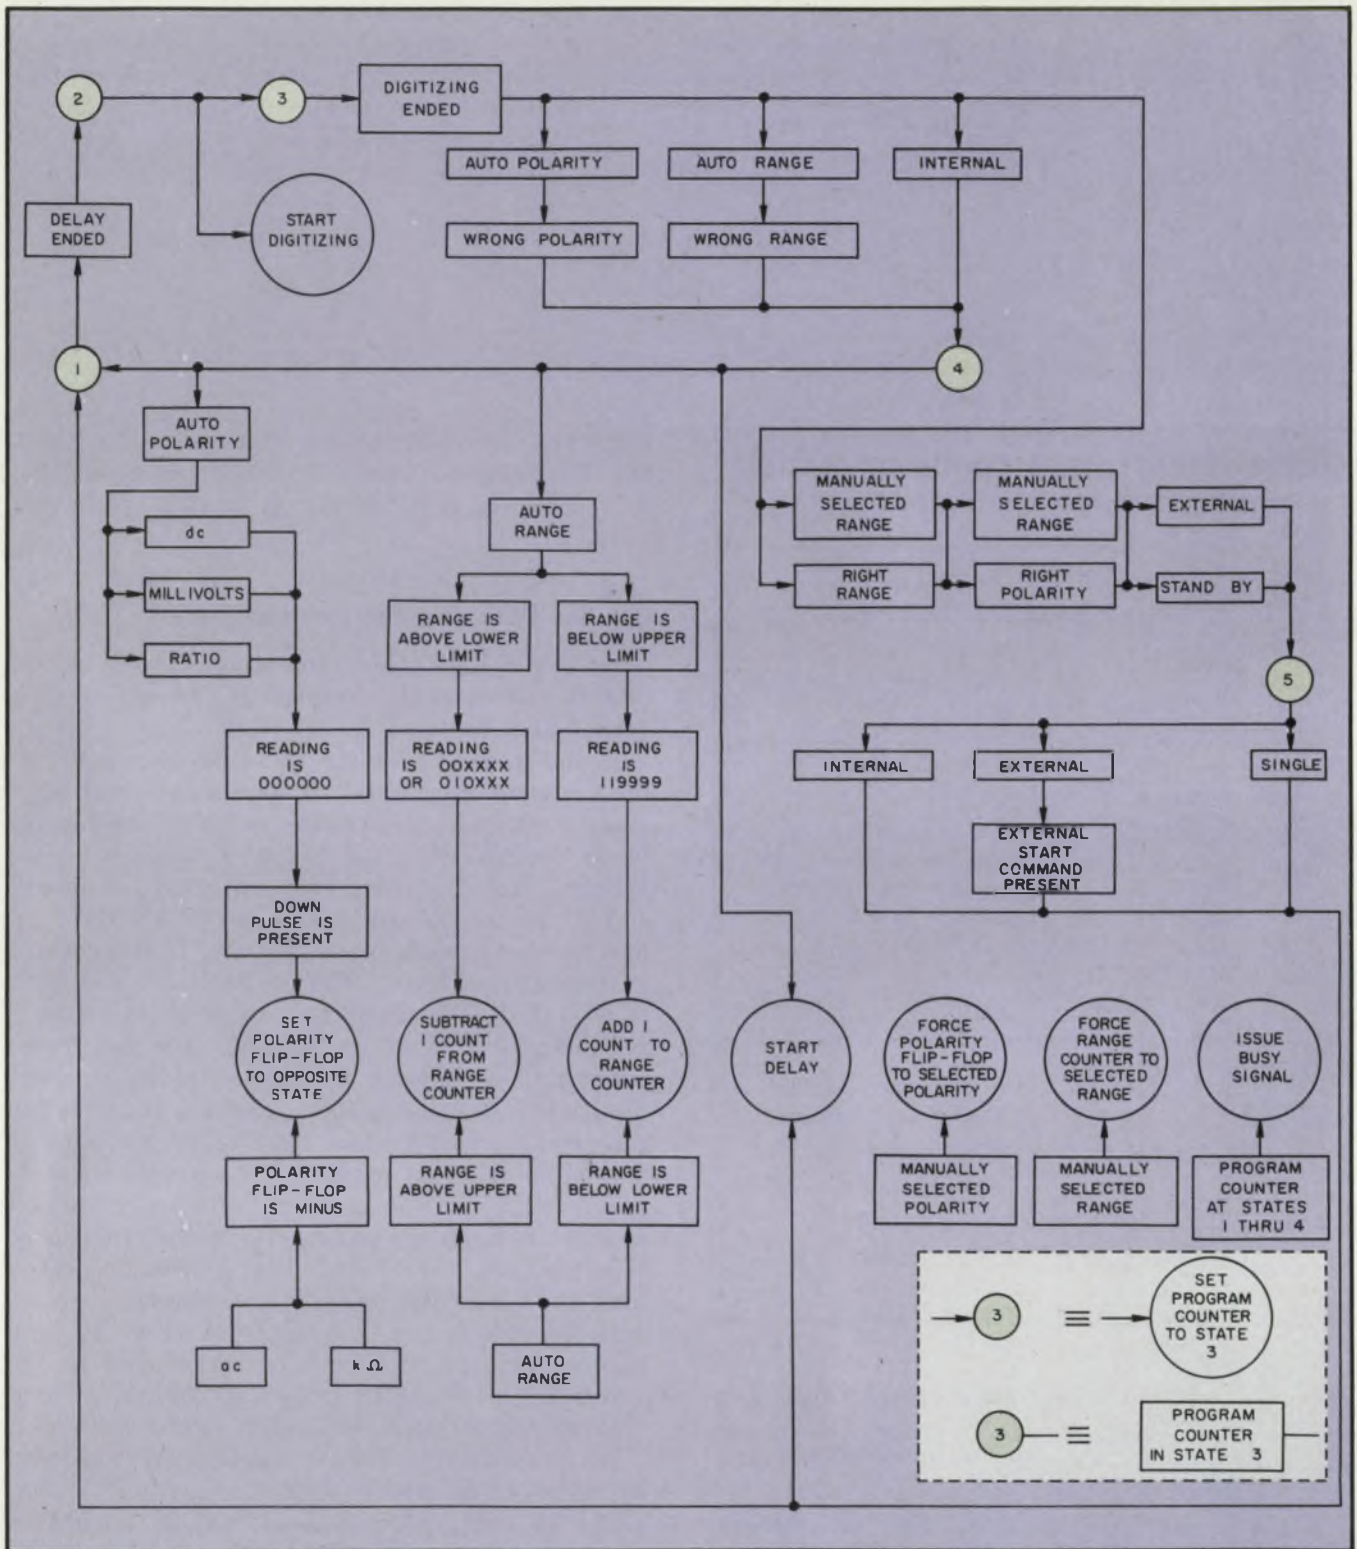 2
3
DIGITIZING
ENDED
AUTO POLARITY
AUTO RANGE
INTERNAL
DELAY
ENDED
START
DIGITIZING
WRONG POLARITY
WRONG RANGE
1
4
AUTO
POLARITY
dc
MILLIVOLTS
RATIO
AUTO
RANGE
MANUALLY
SELECTED
RANGE
MANUALLY
SELECTED
RANGE
EXTERNAL
RIGHT
RANGE
RIGHT
POLARITY
STAND BY
RANGE IS
ABOVE LOWER
LIMIT
RANGE IS
BELOW UPPER
LIMIT
5
READING
IS
000000
READING
IS 00XXXX
OR 010XXX
READING
IS
119999
INTERNAL
EXTERNAL
SINGLE
EXTERNAL
START
COMMAND
PRESENT
DOWN
PULSE IS
PRESENT
SET
POLARITY
FLIP-FLOP
TO OPPOSITE
STATE
SUBTRACT
1 COUNT
FROM
RANGE
COUNTER
ADD 1
COUNT TO
RANGE
COUNTER
START
DELAY
FORCE
POLARITY
FLIP-FLOP
TO SELECTED
POLARITY
FORCE
RANGE
COUNTER TO
SELECTED
RANGE
ISSUE
BUSY
SIGNAL
POLARITY
FLIP-FLOP
IS MINUS
RANGE IS
ABOVE UPPER
LIMIT
RANGE IS
BELOW LOWER
LIMIT
MANUALLY
SELECTED
POLARITY
MANUALLY
SELECTED
RANGE
PROGRAM
COUNTER
AT STATES
1 THRU 4
ac
kΩ
AUTO
RANGE
3
≡
SET
PROGRAM
COUNTER
TO STATE
3
3
≡
PROGRAM
COUNTER
IN STATE 3